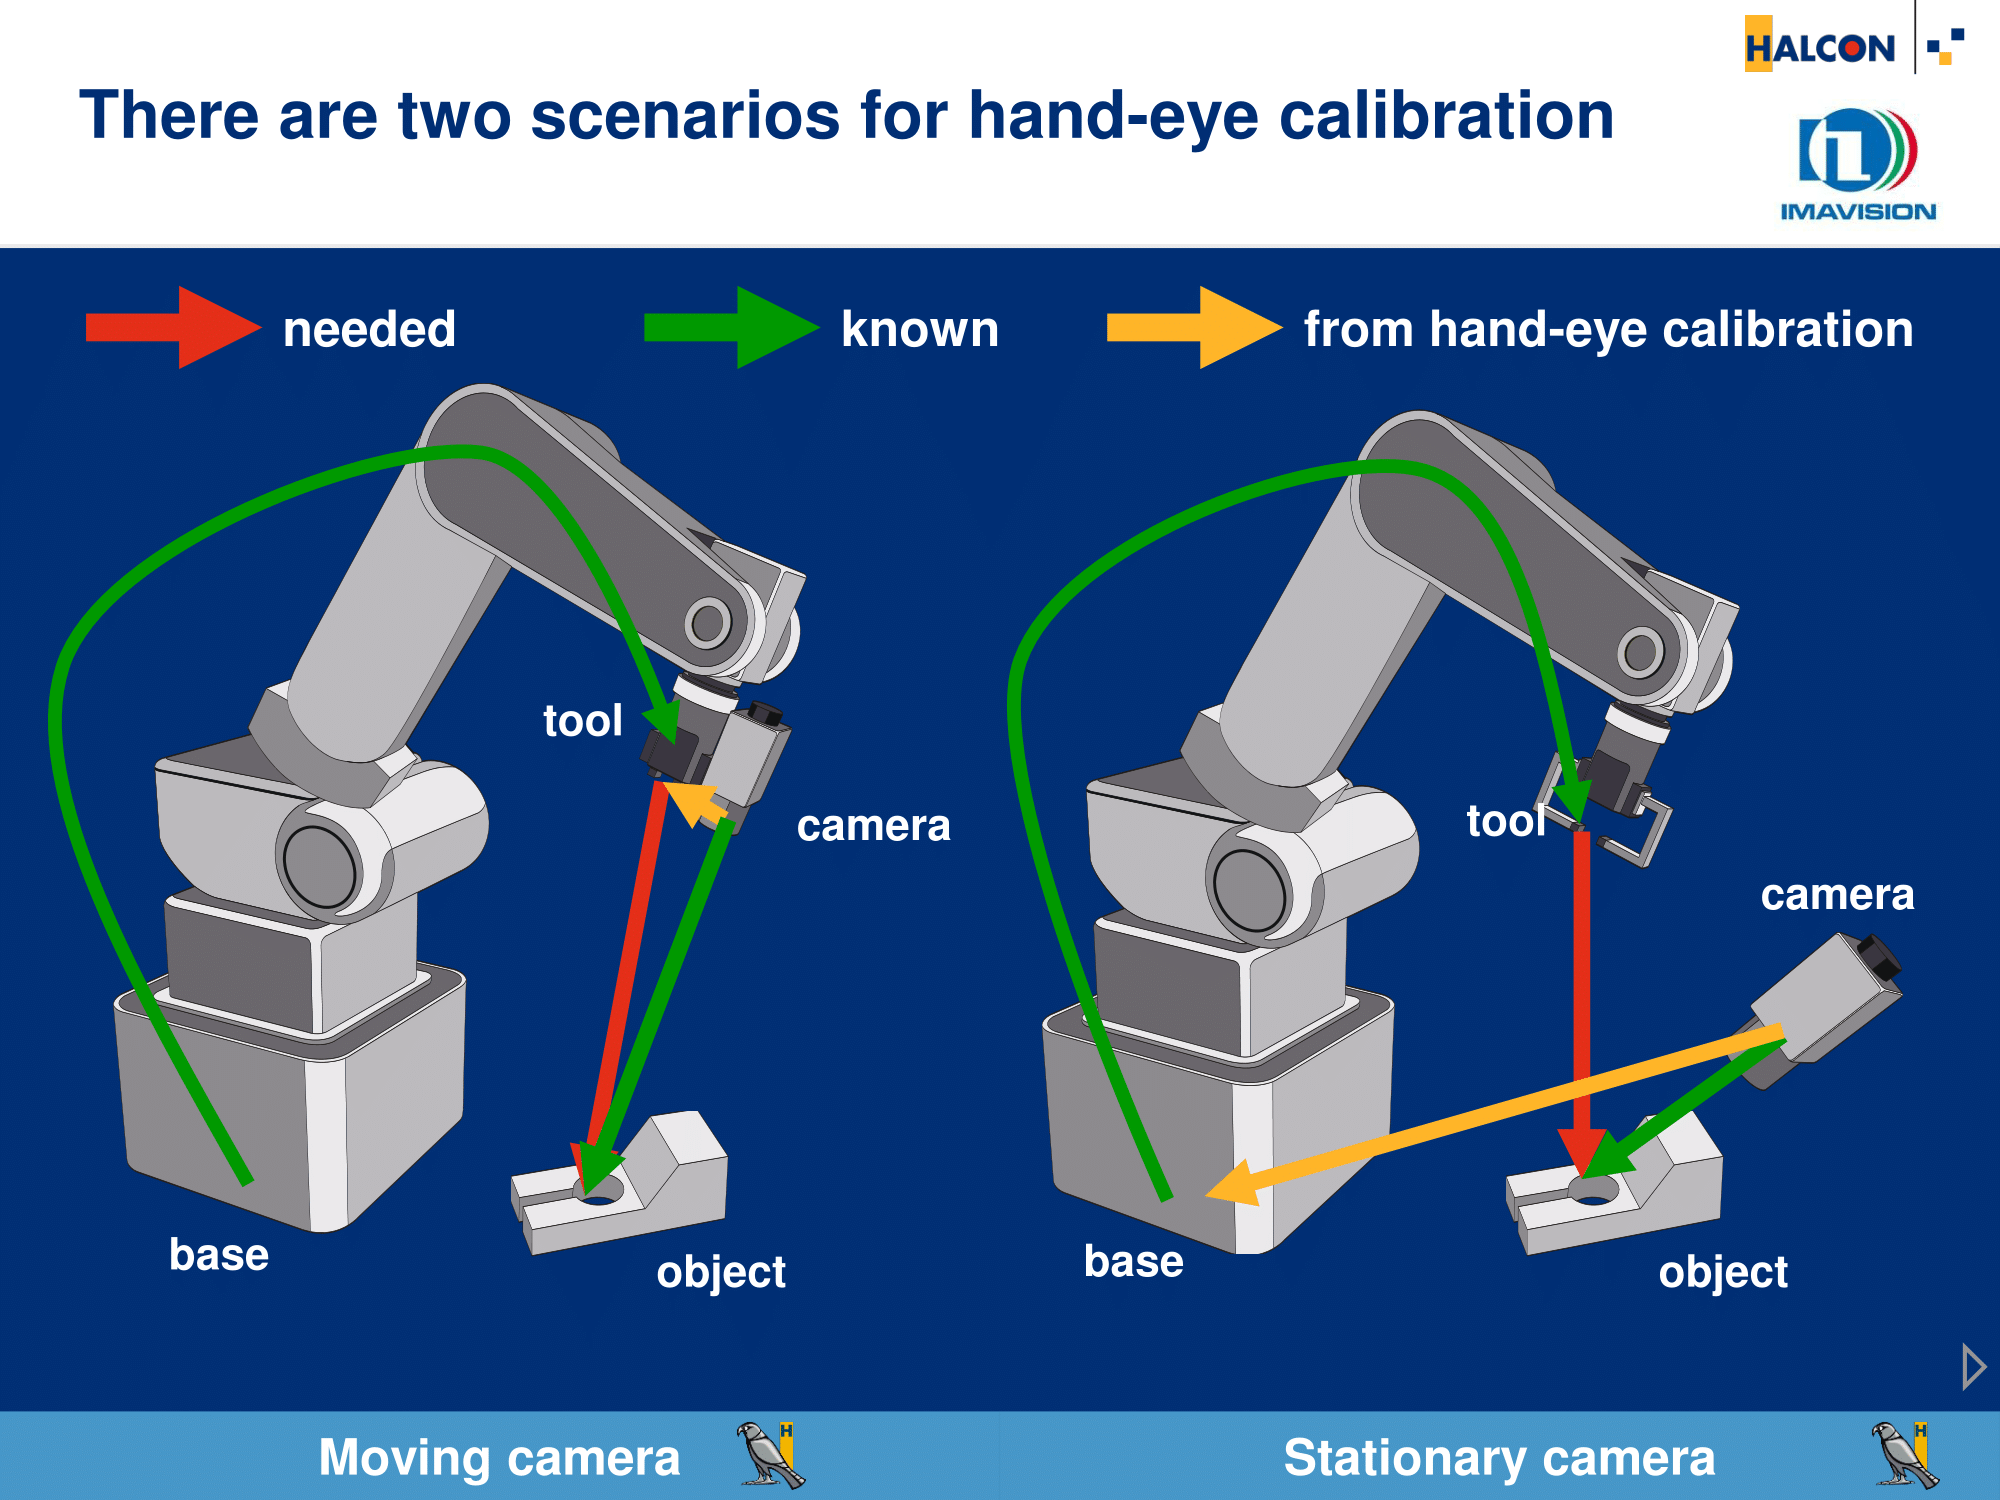 HALCON
There are two scenarios for hand-eye calibration
IMAVISION
needed
known
from hand-eye calibration
tool
camera
base
object
tool
camera
base
object
Moving camera
H
Stationary camera
H